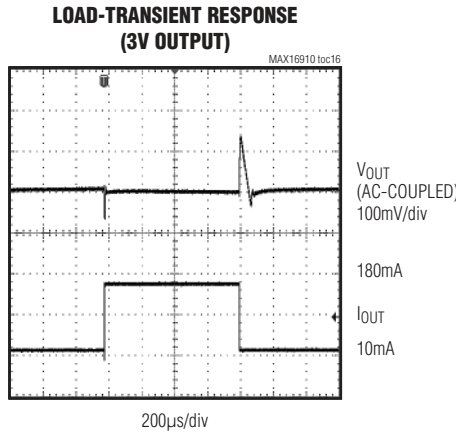 LOAD-TRANSIENT RESPONSE
(3V OUTPUT)
MAX16910 toc16
VOUT
(AC-COUPLED)
100mV/div
180mA
IOUT
10mA
200µs/div